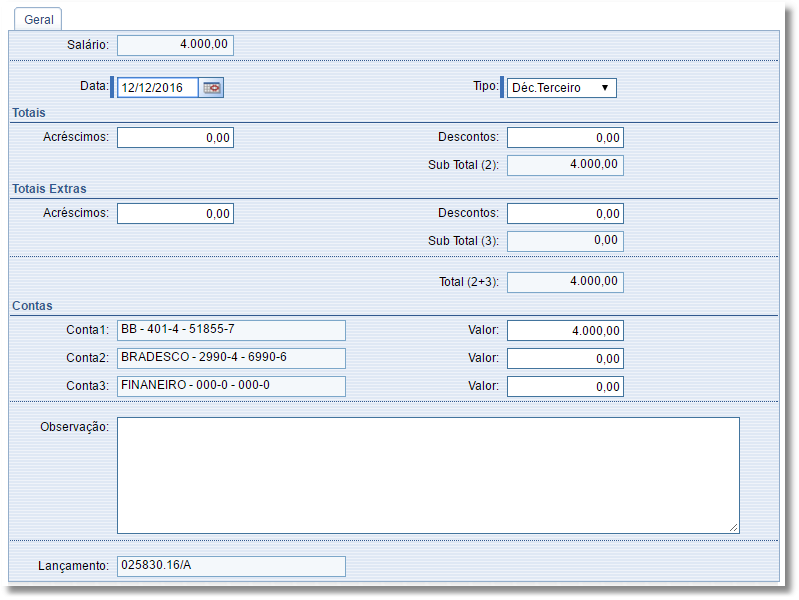 Geral
Salário: 4.000,00
Data: 12/12/2016 Tipo: Déc.Terceiro
Totais
Acréscimos: 0,00 Descontos: 0,00
Sub Total (2): 4.000,00
Totais Extras
Acréscimos: 0,00 Descontos: 0,00
Sub Total (3): 0,00
Total (2+3): 4.000,00
Contas
Conta1: BB - 401-4 - 51855-7 Valor: 4.000,00
Conta2: BRADESCO - 2990-4 - 6990-6 Valor: 0,00
Conta3: FINANEIRO - 000-0 - 000-0 Valor: 0,00
Observação:
Lançamento: 025830.16/A